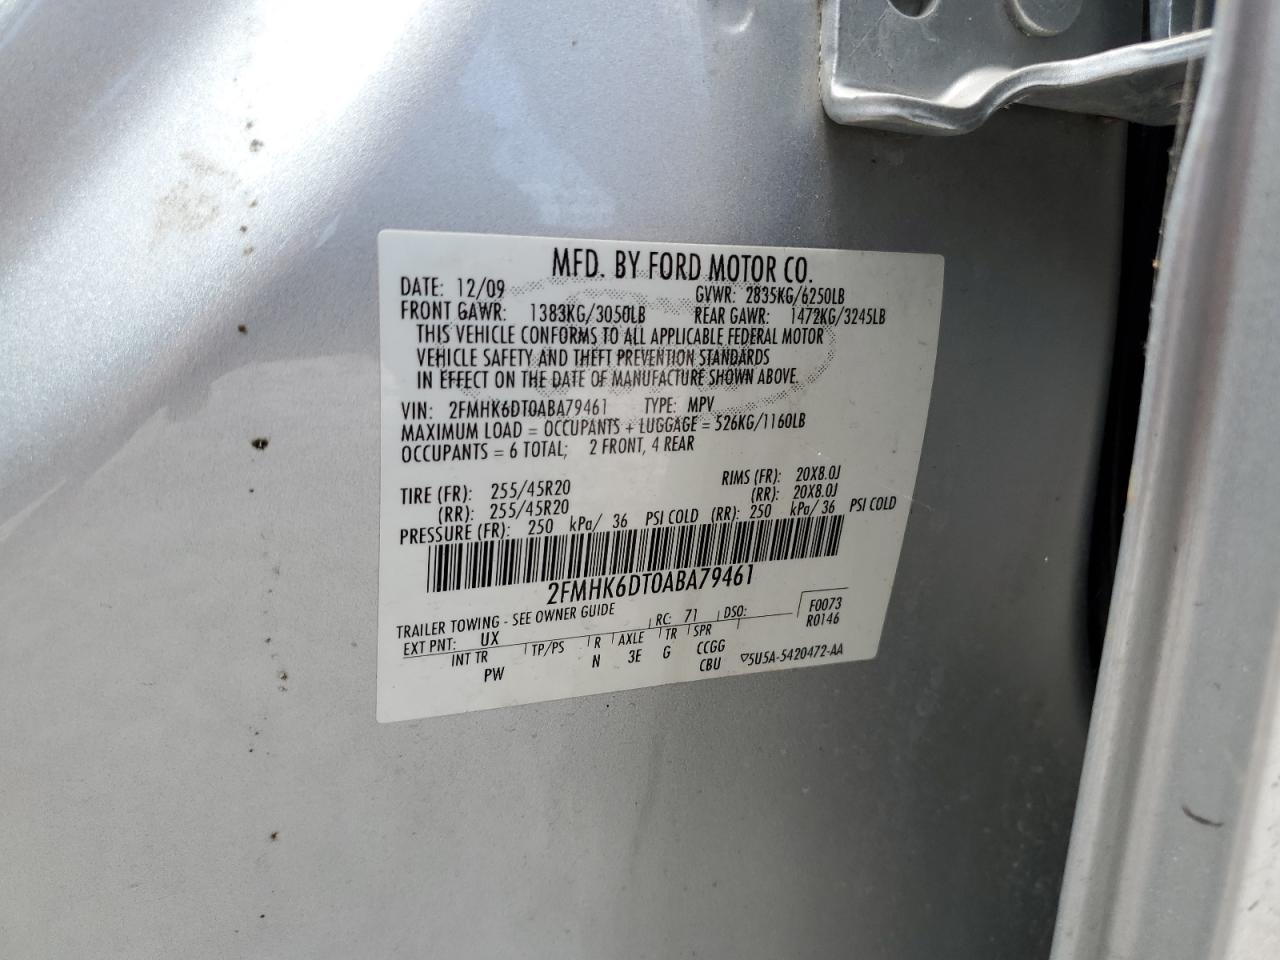 MFD. BY FORD MOTOR CO.
DATE: 12/09 GVWR: 2835KG/6250LB
FRONT GAWR: 1383KG/3050LB REAR GAWR: 1472KG/3245LB
THIS VEHICLE CONFORMS TO ALL APPLICABLE FEDERAL MOTOR
VEHICLE SAFETY AND THEFT PREVENTION STANDARDS
IN EFFECT ON THE DATE OF MANUFACTURE SHOWN ABOVE.
VIN: 2FMHK6DT0ABA79461 TYPE: MPV
MAXIMUM LOAD = OCCUPANTS + LUGGAGE = 526KG/1160LB
OCCUPANTS = 6 TOTAL; 2 FRONT, 4 REAR
TIRE (FR): 255/45R20 RIMS (FR): 20X8.0J
(RR): 255/45R20 (RR): 20X8.0J
PRESSURE (FR): 250 kPa/ 36 PSI COLD (RR): 250 kPa/ 36 PSI COLD
2FMHK6DT0ABA79461
TRAILER TOWING - SEE OWNER GUIDE
EXT PNT: UX RC: 71 DSO: F0073
R0146
INT TR TP/PS R AXLE TR SPR
PW N 3E G CCGG
CBU 5U5A-5420472-AA